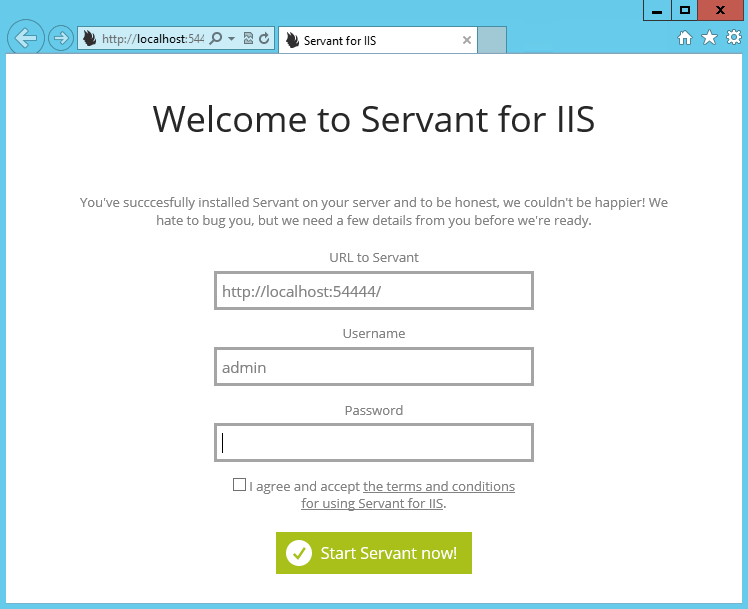 http://localhost:544
Servant for IIS
Welcome to Servant for IIS
You've succcesfully installed Servant on your server and to be honest, we couldn't be happier! We
hate to bug you, but we need a few details from you before we're ready.
URL to Servant
http://localhost:54444/
Username
admin
Password
I agree and accept the terms and conditions
for using Servant for IIS.
Start Servant now!